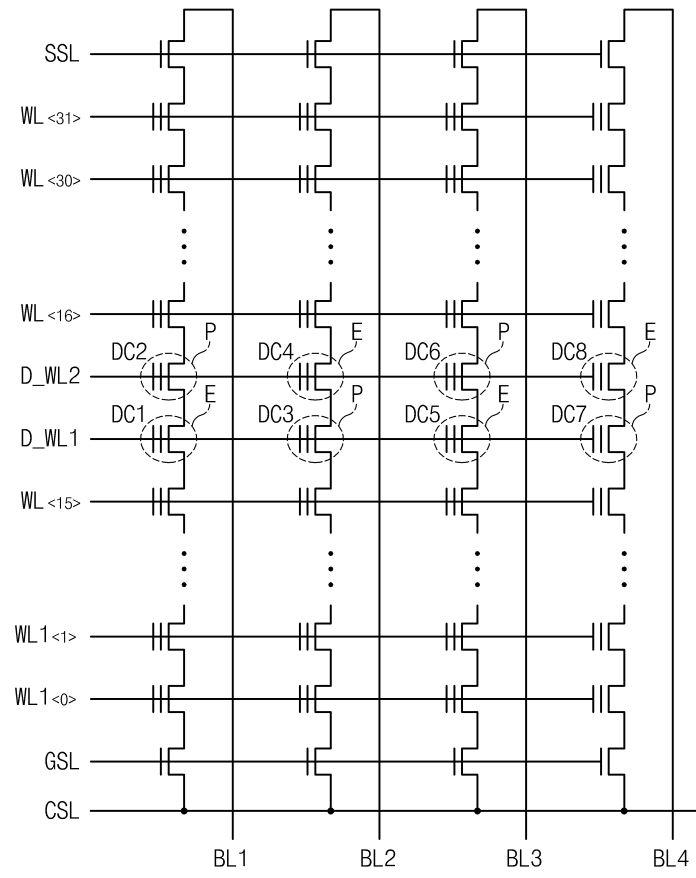 SSL
WL<31>
WL<30>
WL<16>
P E P E
DC2 DC4 DC6 DC8
D_WL2
E P E P
DC1 DC3 DC5 DC7
D_WL1
WL<15>
WL1<1>
WL1<0>
GSL
CSL
BL1 BL2 BL3 BL4